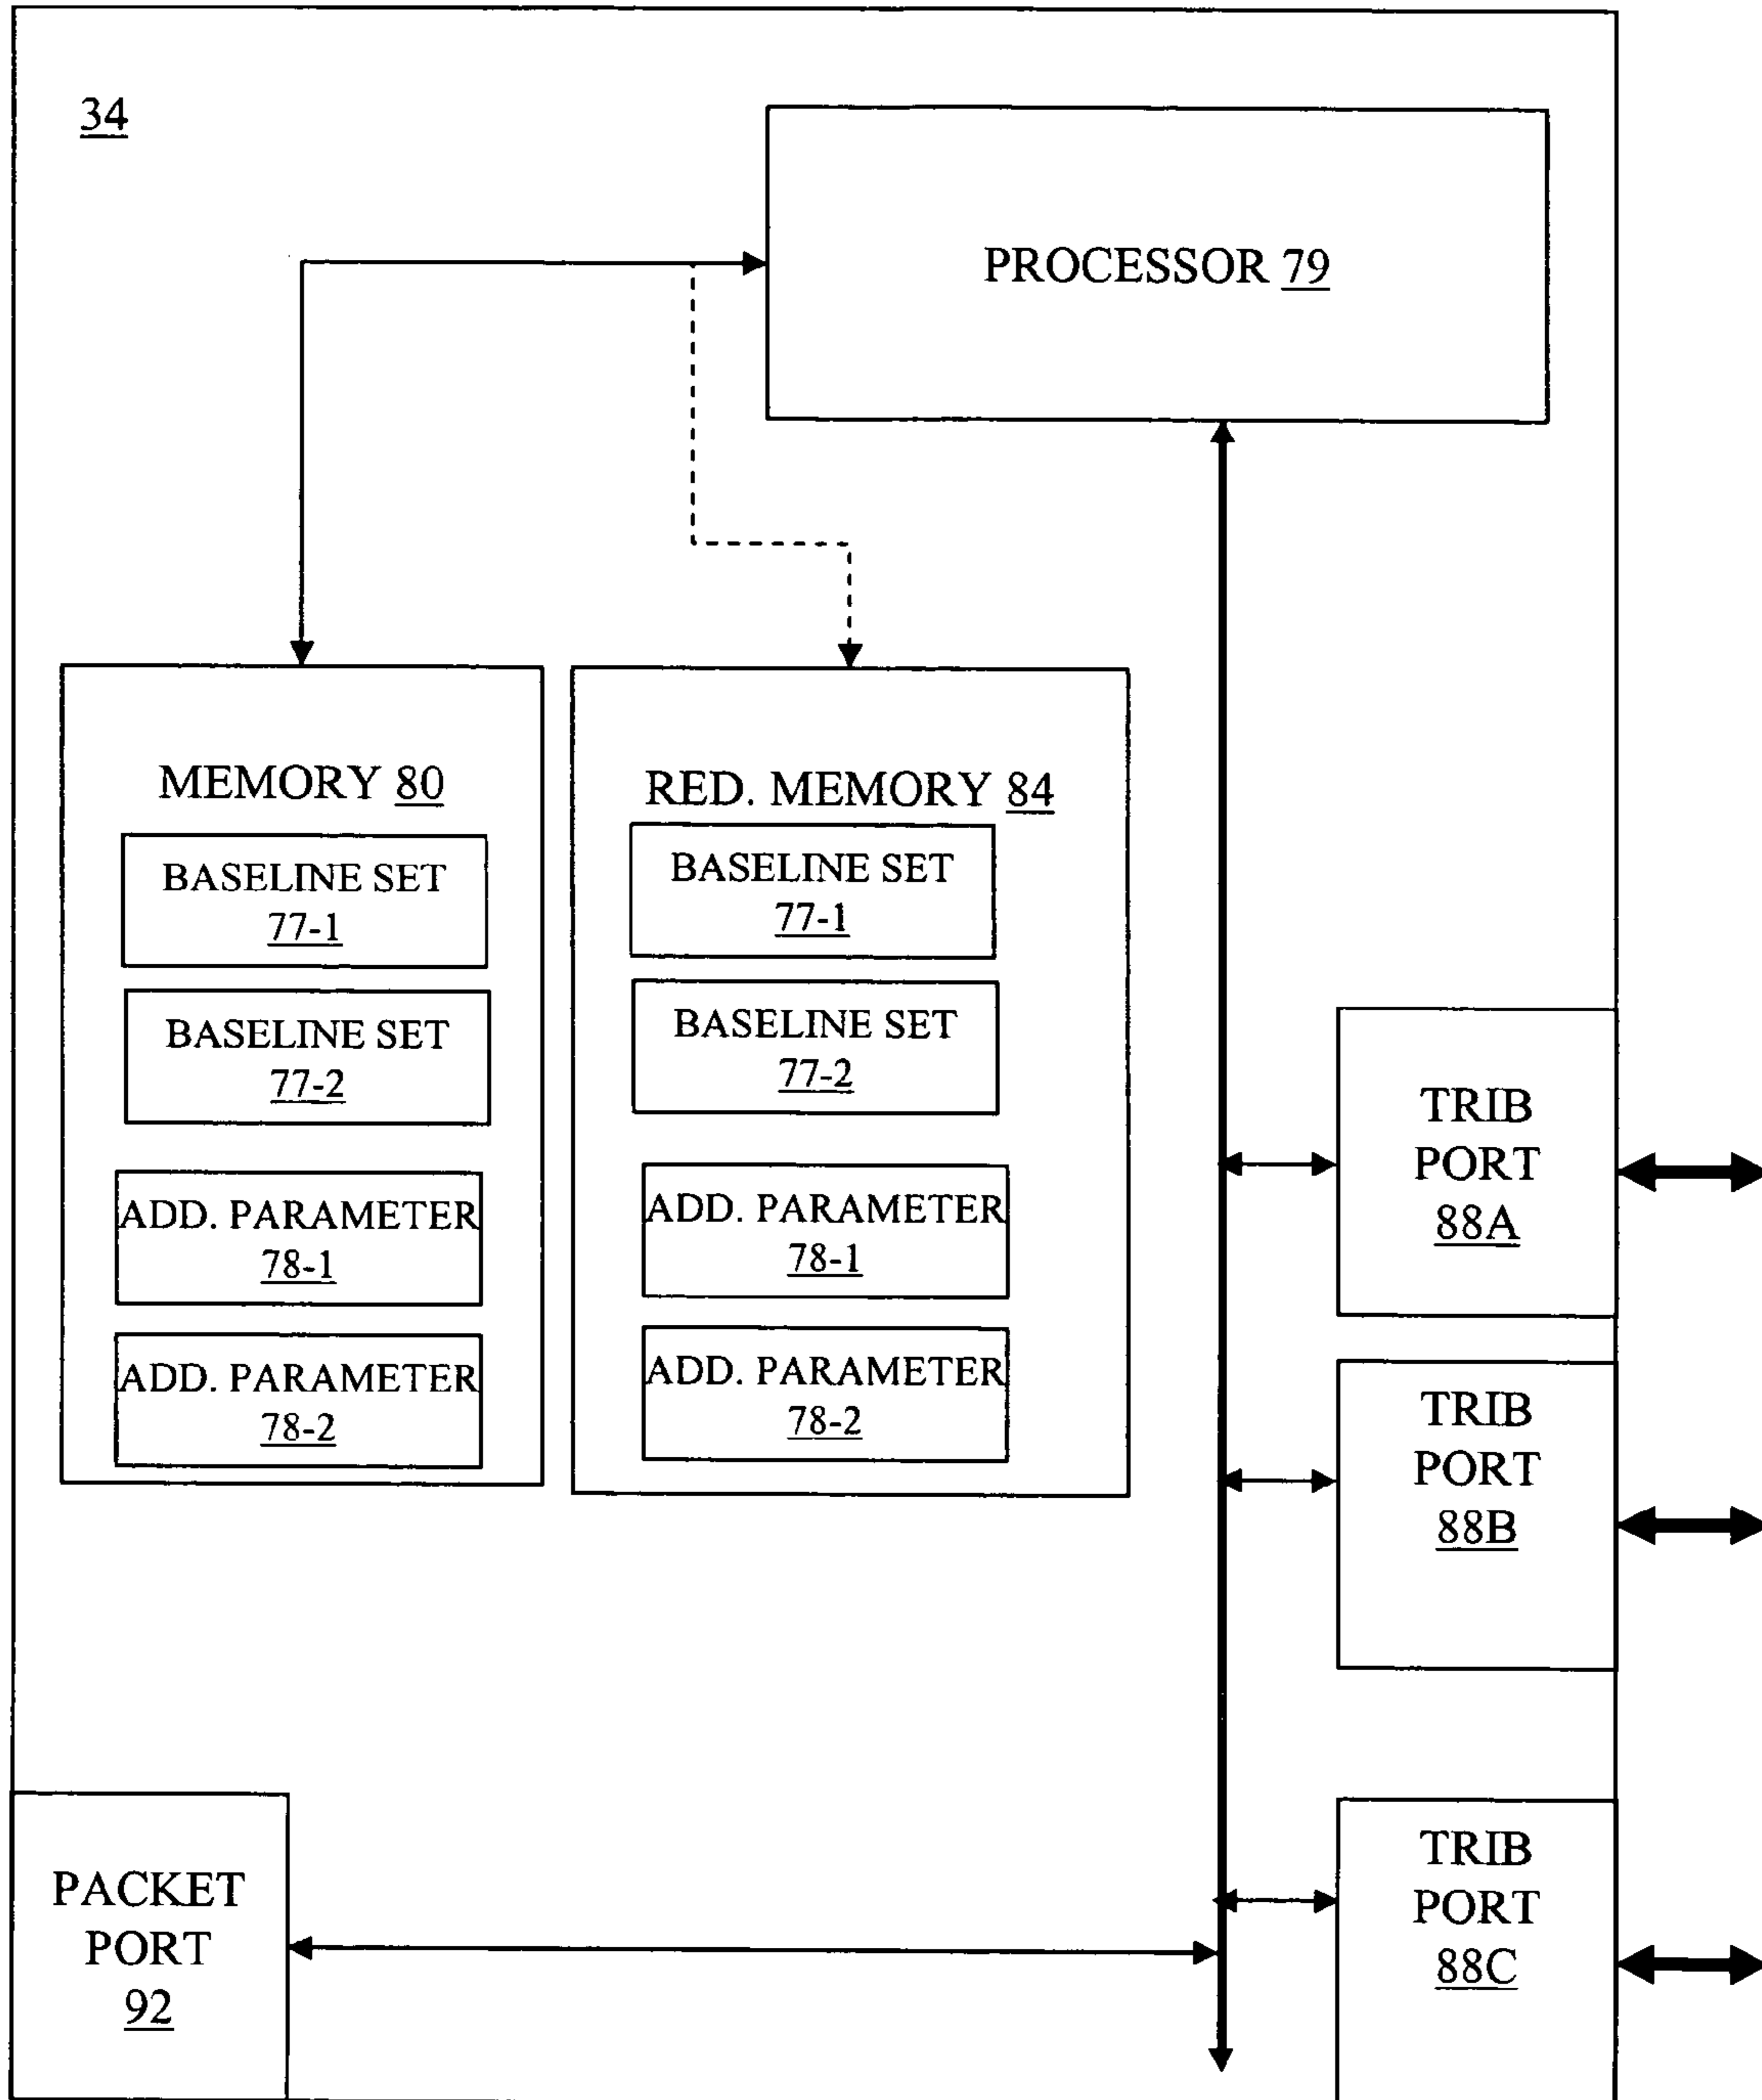 34
PROCESSOR 79
MEMORY 80
BASELINE SET
77-1
BASELINE SET
77-2
ADD. PARAMETER
78-1
ADD. PARAMETER
78-2
RED. MEMORY 84
BASELINE SET
77-1
BASELINE SET
77-2
ADD. PARAMETER
78-1
ADD. PARAMETER
78-2
TRIB
PORT
88A
TRIB
PORT
88B
TRIB
PORT
88C
PACKET
PORT
92